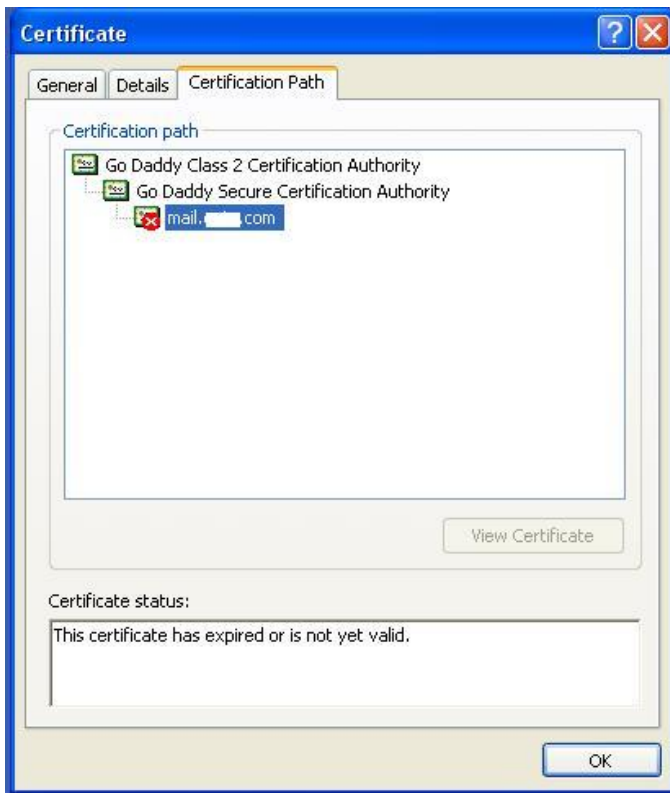 Certificate
General Details Certification Path
Certification path
Go Daddy Class 2 Certification Authority
Go Daddy Secure Certification Authority
mail. .com
View Certificate
Certificate status:
This certificate has expired or is not yet valid.
OK